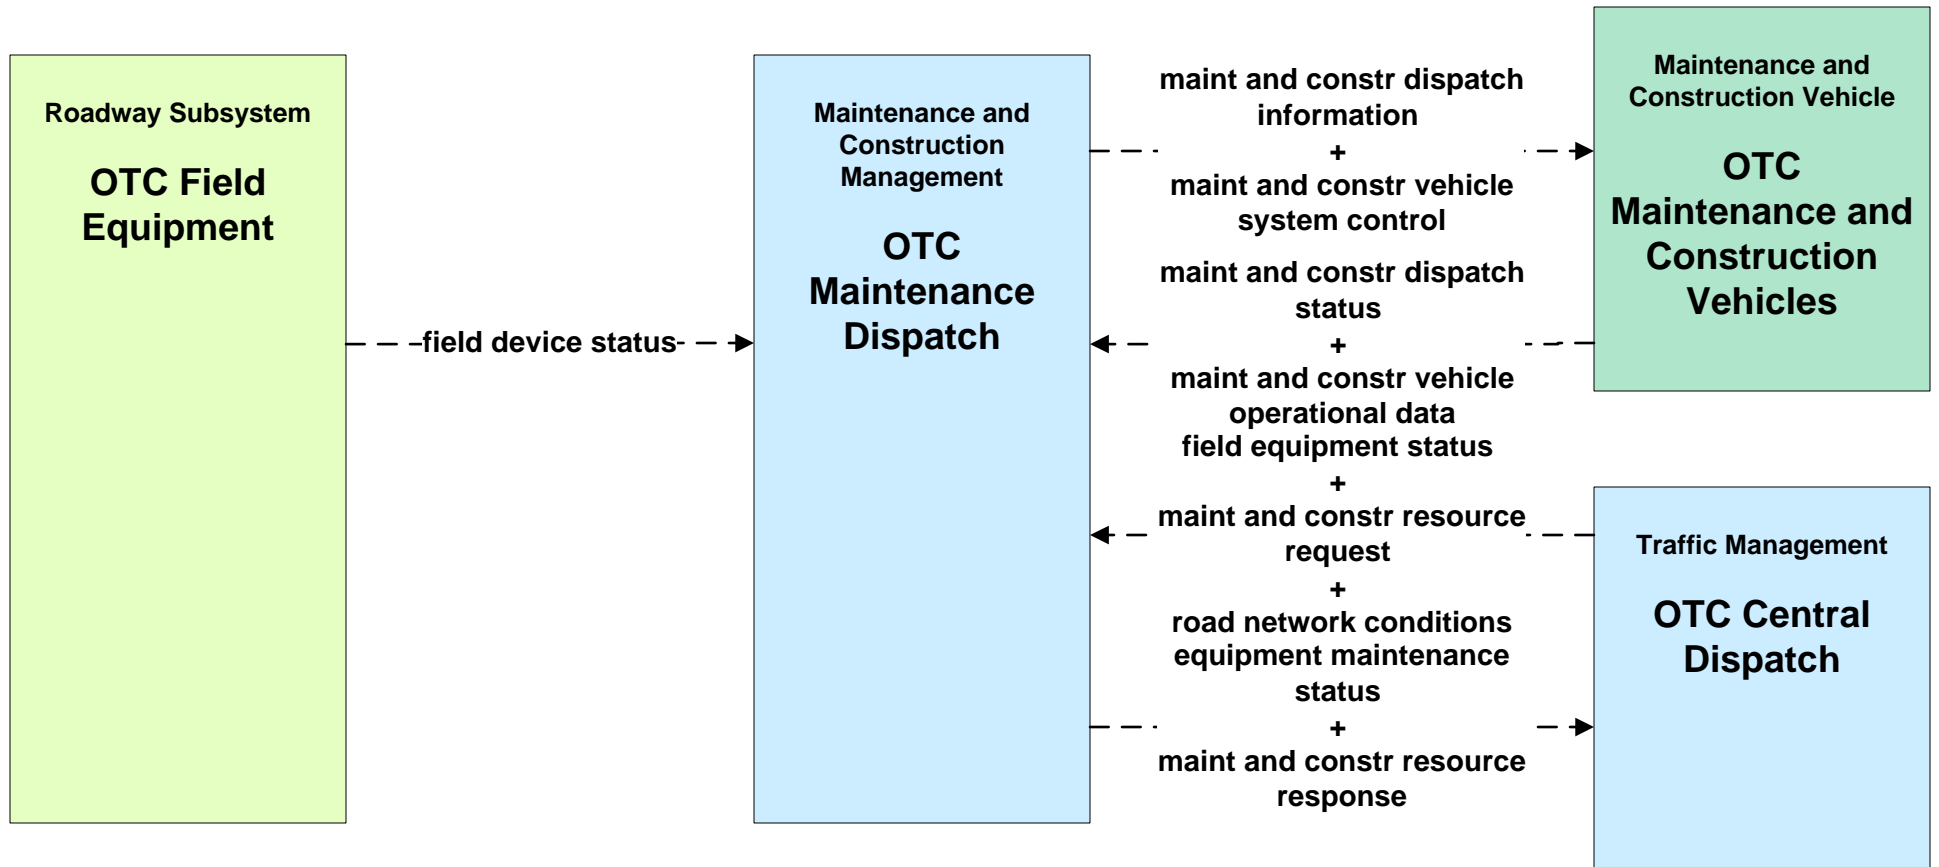 Roadway Subsystem
OTC Field
Equipment
field device status
Maintenance and
Construction
Management
OTC
Maintenance
Dispatch
maint and constr dispatch
information
+
maint and constr vehicle
system control
maint and constr dispatch
status
+
maint and constr vehicle
operational data
field equipment status
+
maint and constr resource
request
+
road network conditions
equipment maintenance
status
+
maint and constr resource
response
Maintenance and
Construction Vehicle
OTC
Maintenance and
Construction
Vehicles
Traffic Management
OTC Central
Dispatch